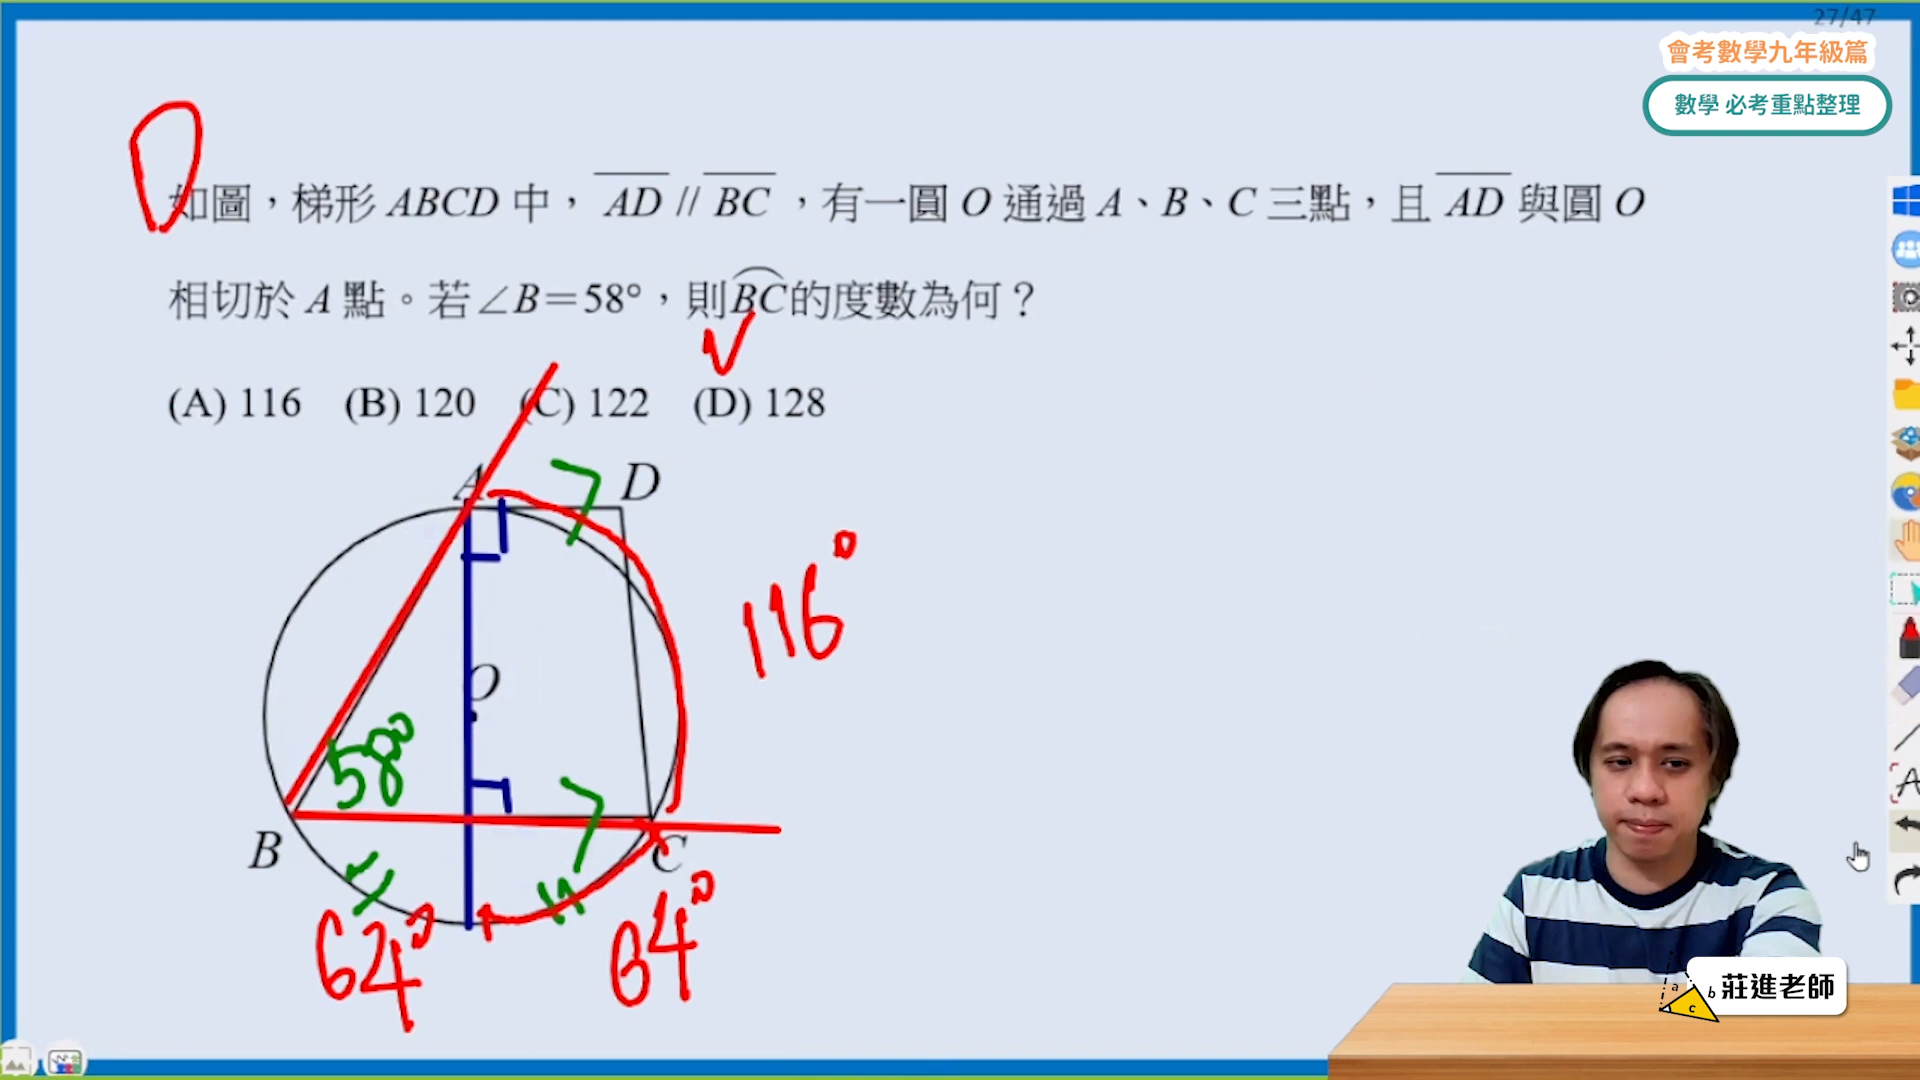 27/47
會考數學九年級篇
數學 必考重點整理
D
如圖，梯形 ABCD 中，AD // BC，有一圓 O 通過 A、B、C 三點，且 AD 與圓 O
相切於 A 點。若∠B＝58°，則BC的度數為何？
(A) 116 (B) 120 (C) 122 (D) 128
A
D
116°
O
58°
B
C
64°
64°
a b c
莊進老師